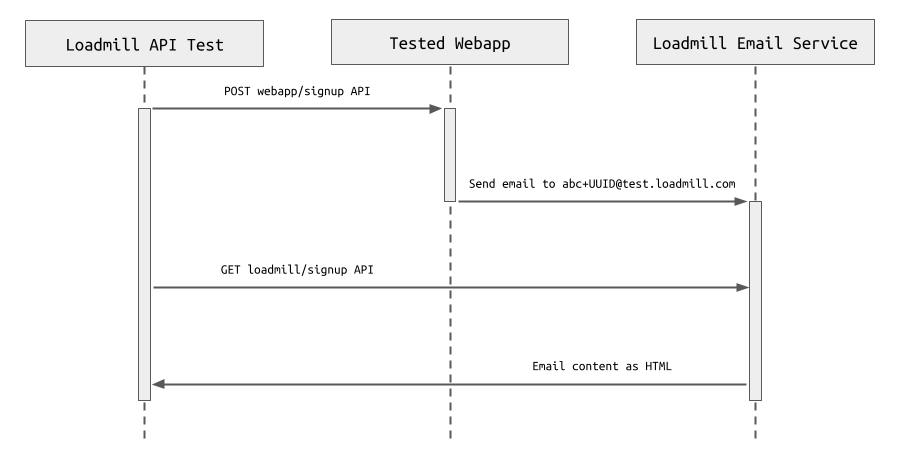 Loadmill API Test
Tested Webapp
Loadmill Email Service
POST webapp/signup API
Send email to abc+UUID@test.loadmill.com
GET loadmill/signup API
Email content as HTML